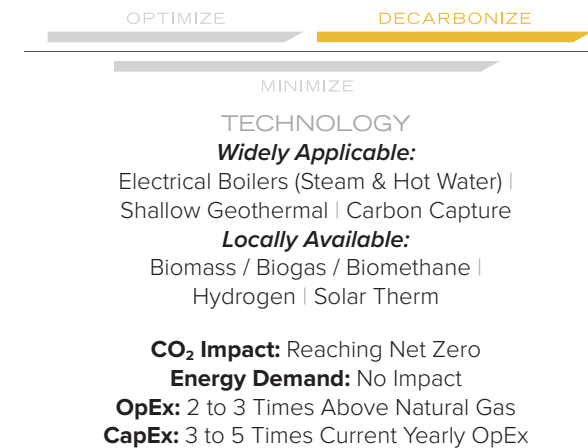 OPTIMIZE
DECARBONIZE
MINIMIZE
TECHNOLOGY
Widely Applicable:
Electrical Boilers (Steam & Hot Water) |
Shallow Geothermal | Carbon Capture
Locally Available:
Biomass / Biogas / Biomethane |
Hydrogen | Solar Therm
CO₂ Impact: Reaching Net Zero
Energy Demand: No Impact
OpEx: 2 to 3 Times Above Natural Gas
CapEx: 3 to 5 Times Current Yearly OpEx